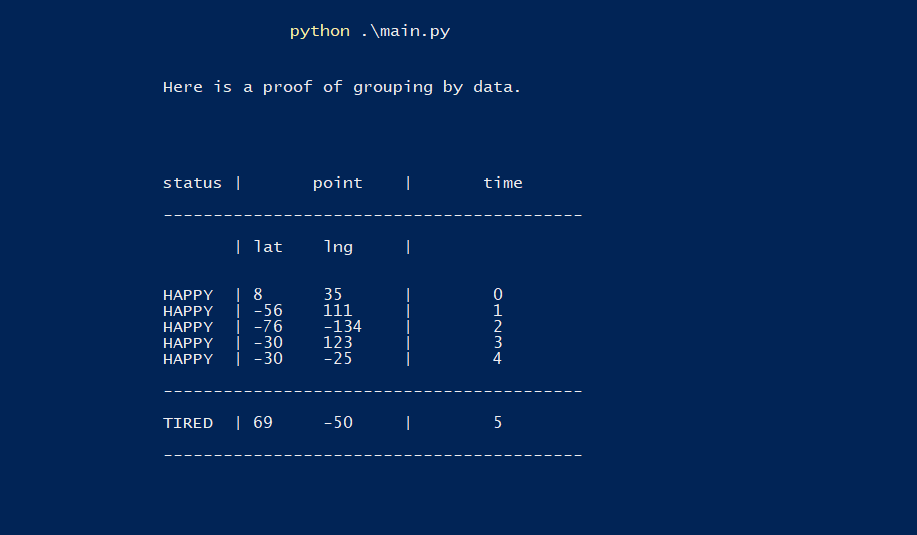 python .\main.py
Here is a proof of grouping by data.
status |       point    |       time
------------------------------------------
       | lat    lng     |
HAPPY  | 8      35      |        0
HAPPY  | -56    111     |        1
HAPPY  | -76    -134    |        2
HAPPY  | -30    123     |        3
HAPPY  | -30    -25     |        4
------------------------------------------
TIRED  | 69     -50     |        5
------------------------------------------